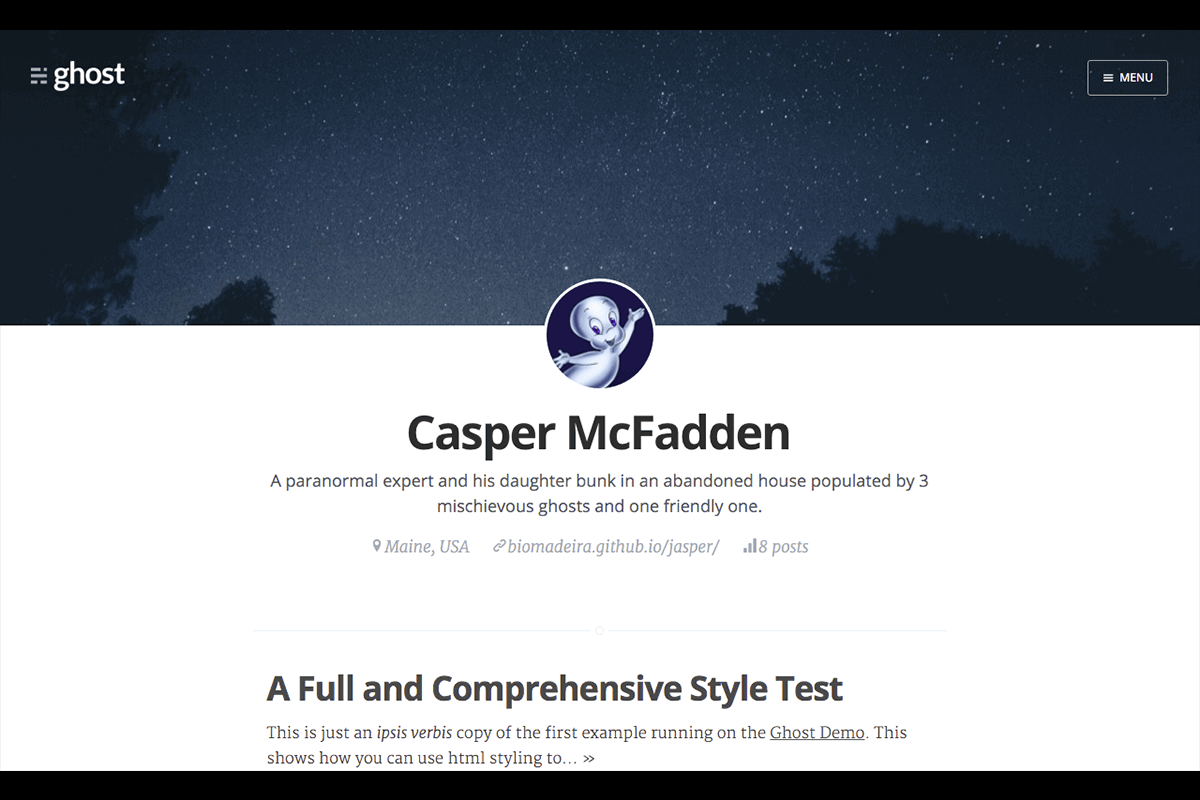 ghost
MENU
Casper McFadden
A paranormal expert and his daughter bunk in an abandoned house populated by 3
mischievous ghosts and one friendly one.
Maine, USA biomadeira.github.io/jasper/ 8 posts
A Full and Comprehensive Style Test
This is just an ipsis verbis copy of the first example running on the Ghost Demo. This
shows how you can use html styling to… »